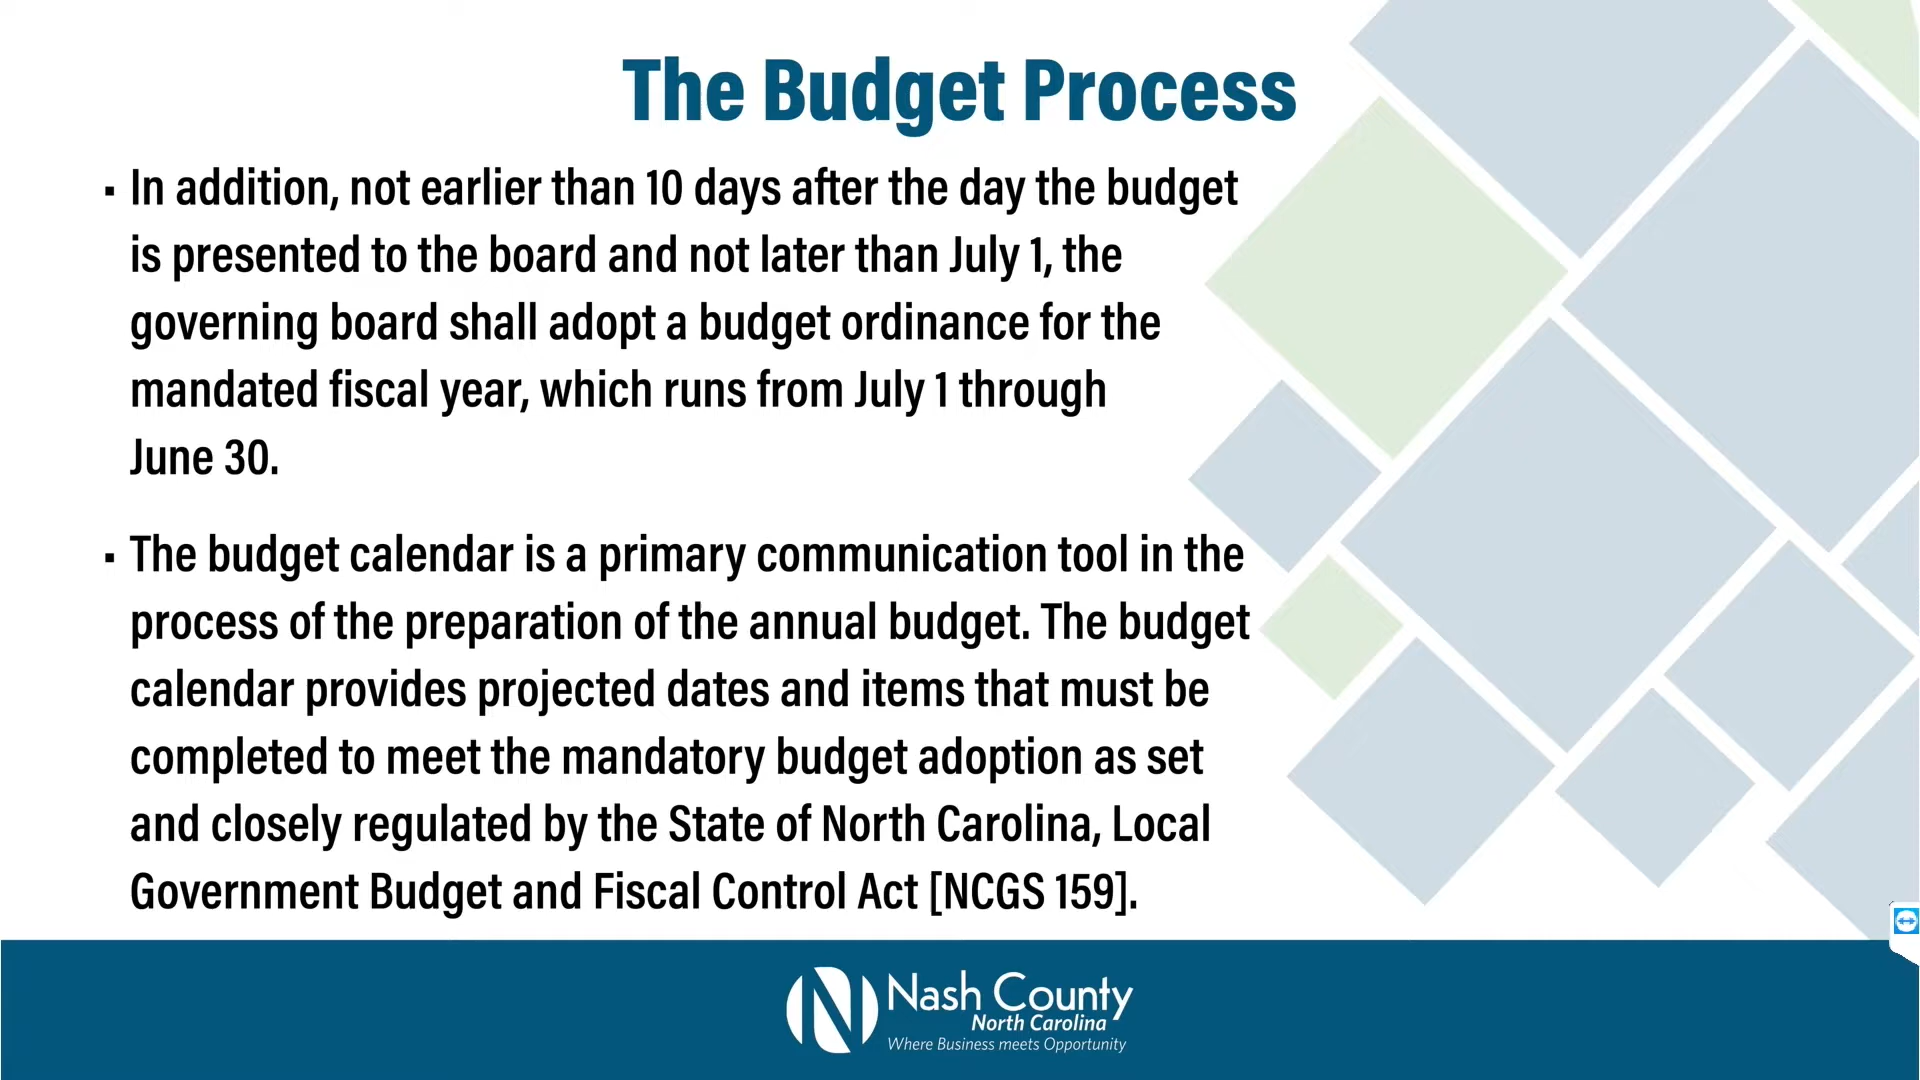 The Budget Process
▪ In addition, not earlier than 10 days after the day the budget
is presented to the board and not later than July 1, the
governing board shall adopt a budget ordinance for the
mandated fiscal year, which runs from July 1 through
June 30.
▪ The budget calendar is a primary communication tool in the
process of the preparation of the annual budget. The budget
calendar provides projected dates and items that must be
completed to meet the mandatory budget adoption as set
and closely regulated by the State of North Carolina, Local
Government Budget and Fiscal Control Act [NCGS 159].
Nash County
North Carolina
Where Business meets Opportunity